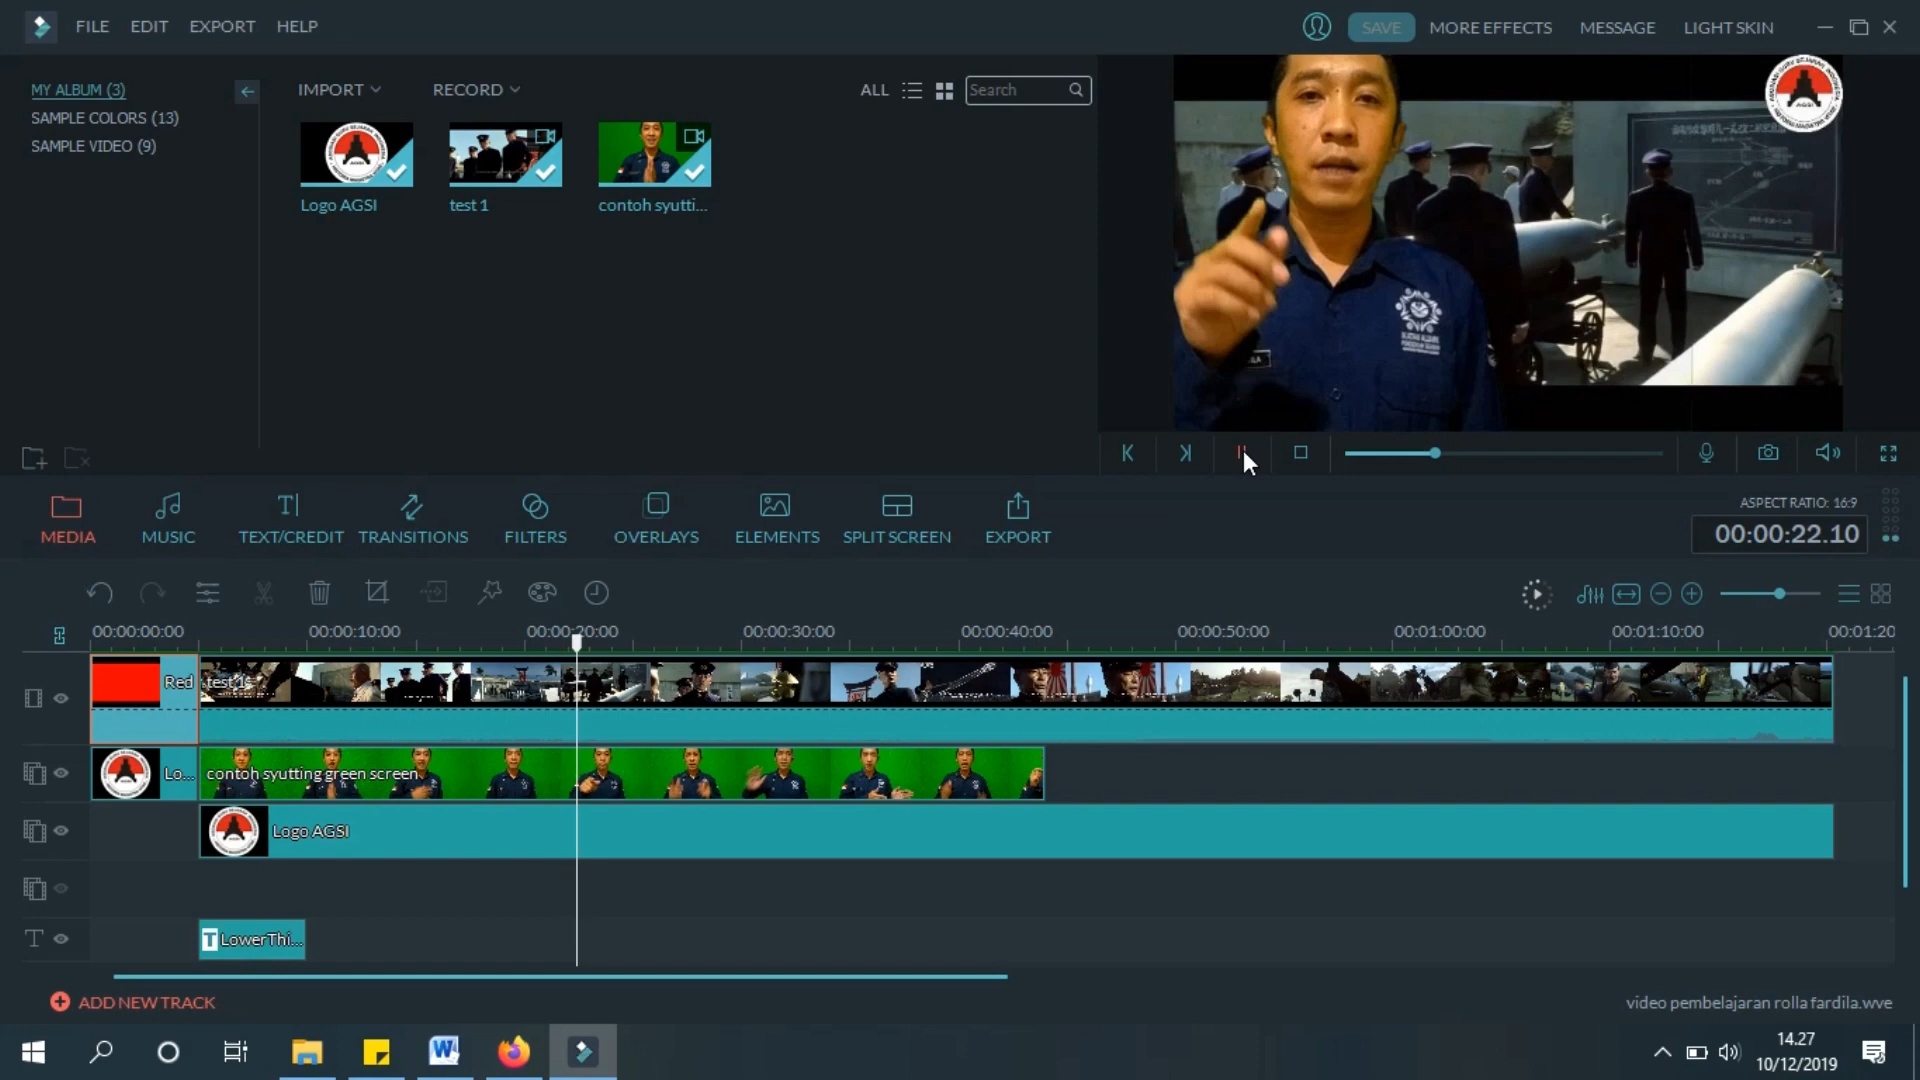 FILE EDIT EXPORT HELP
SAVE MORE EFFECTS MESSAGE LIGHT SKIN
MY ALBUM (3)
SAMPLE COLORS (13)
SAMPLE VIDEO (9)
IMPORT RECORD ALL Search
Logo AGSI test 1 contoh syutti...
AGSI
MEDIA MUSIC TEXT/CREDIT TRANSITIONS FILTERS OVERLAYS ELEMENTS SPLIT SCREEN EXPORT
ASPECT RATIO: 16:9
00:00:22.10
00:00:00:00 00:00:10:00 00:00:20:00 00:00:30:00 00:00:40:00 00:00:50:00 00:01:00:00 00:01:10:00 00:01:20
Red test 1
Lo... contoh syutting green screen
Logo AGSI
T LowerThi...
ADD NEW TRACK
video pembelajaran rolla fardila.wve
14.27
10/12/2019